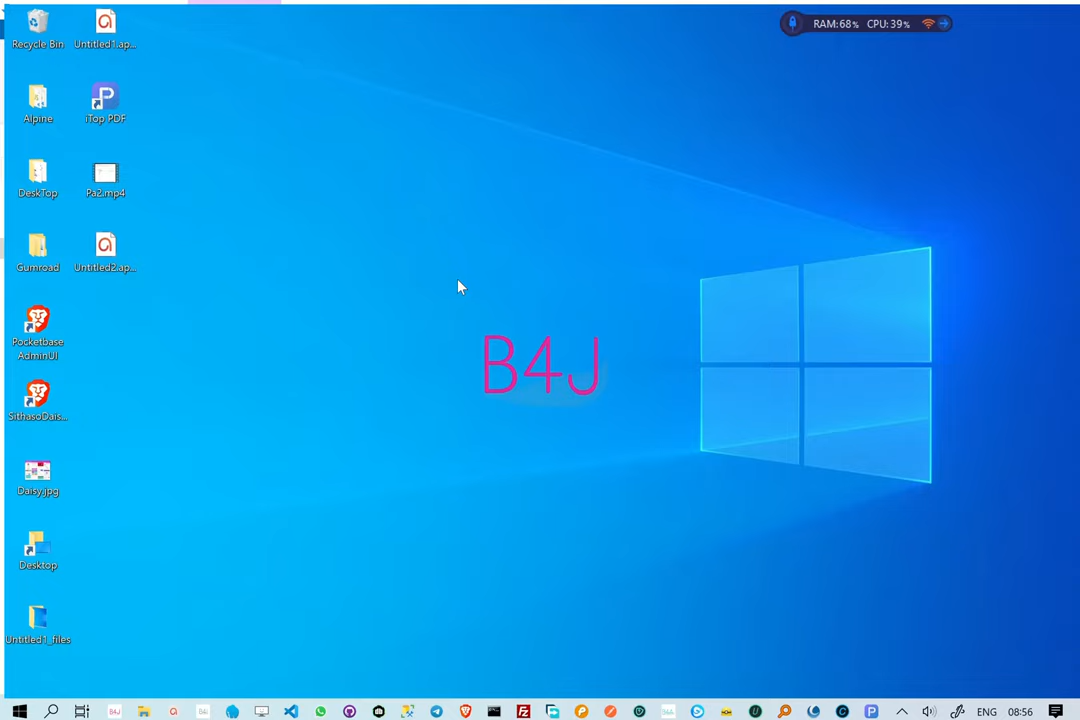 RAM:68% CPU:39%
Recycle Bin
Untitled1.ap...
Alpine
iTop PDF
DeskTop
Pa2.mp4
Gumroad
Untitled2.ap...
Pocketbase
AdminUI
SithasoDais...
Daisy.jpg
Desktop
Untitled1_files
B4J
B4J
ENG 08:56